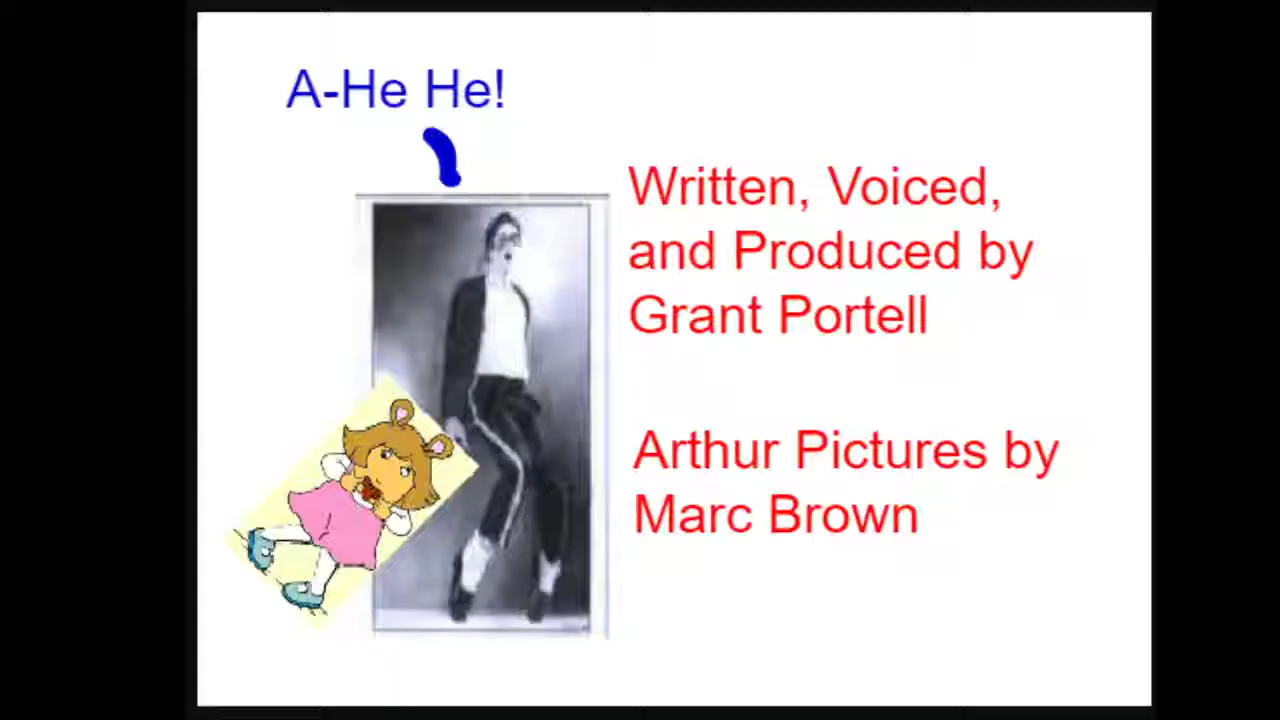 A-He He!
Written, Voiced,
and Produced by
Grant Portell
Arthur Pictures by
Marc Brown